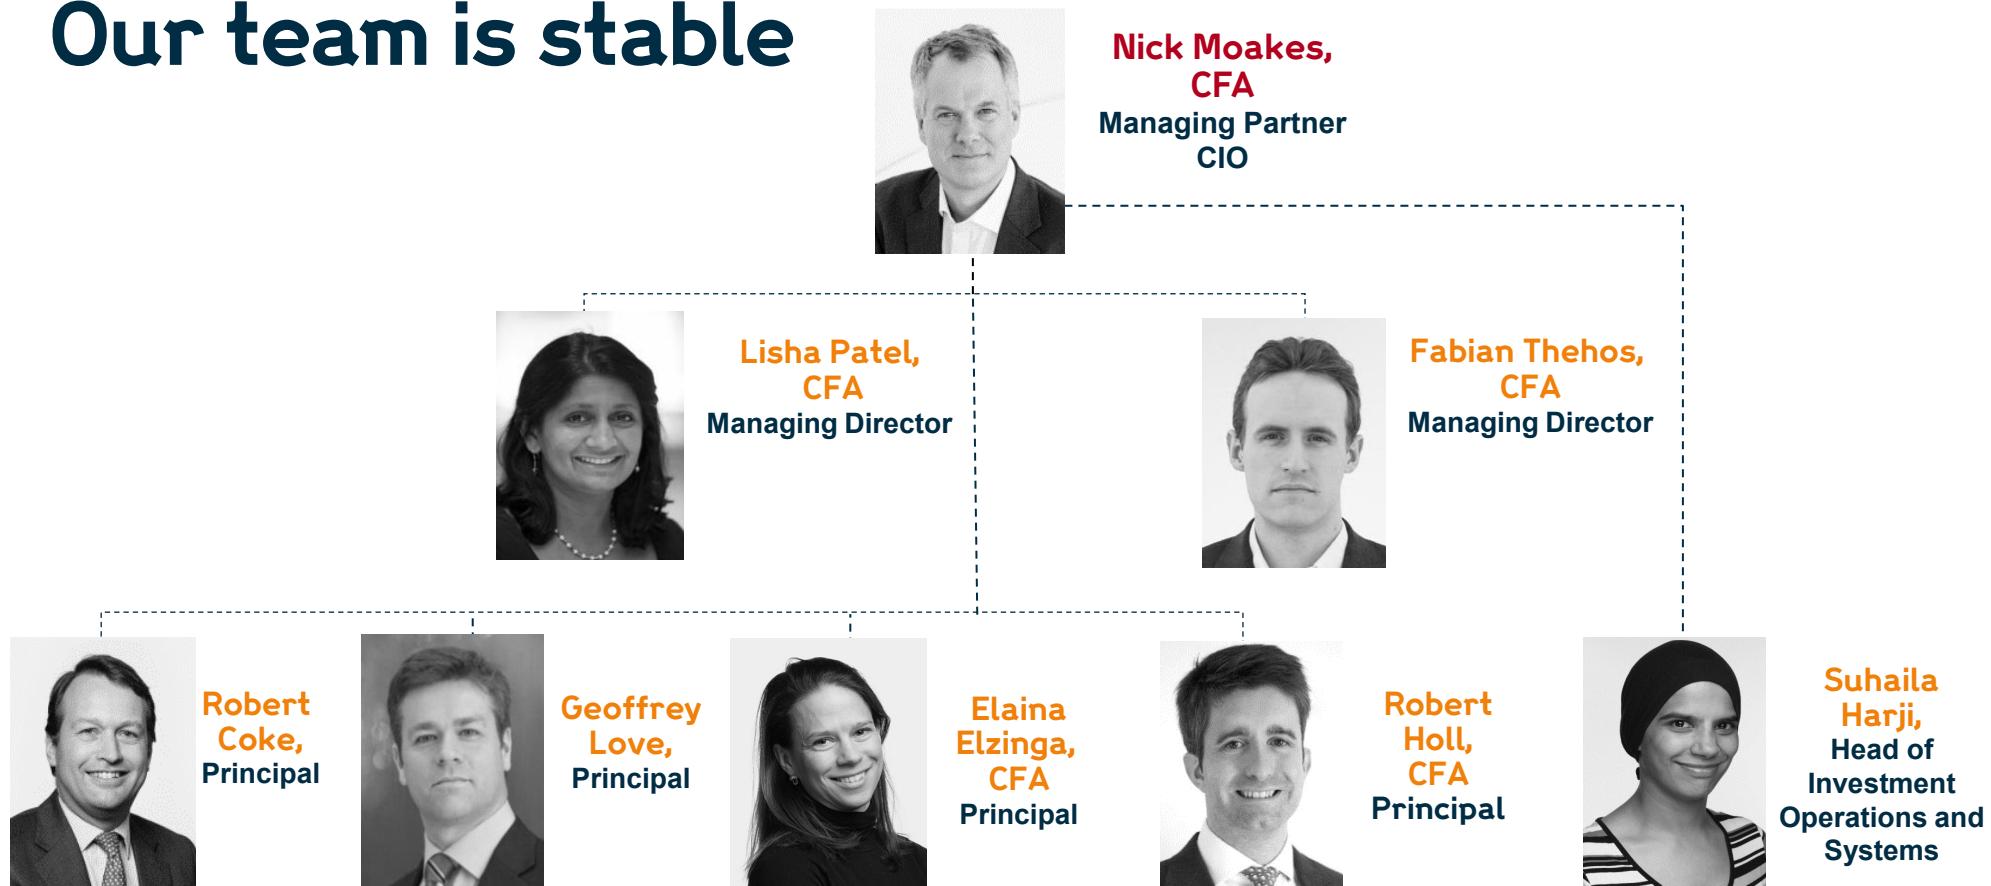 Our team is stable
Nick Moakes,
CFA
Managing Partner
CIO
Lisha Patel,
CFA
Managing Director
Fabian Thehos,
CFA
Managing Director
Robert
Coke,
Principal
Geoffrey
Love,
Principal
Elaina
Elzinga,
CFA
Principal
Robert
Holl,
CFA
Principal
Suhaila
Harji,
Head of
Investment
Operations and
Systems